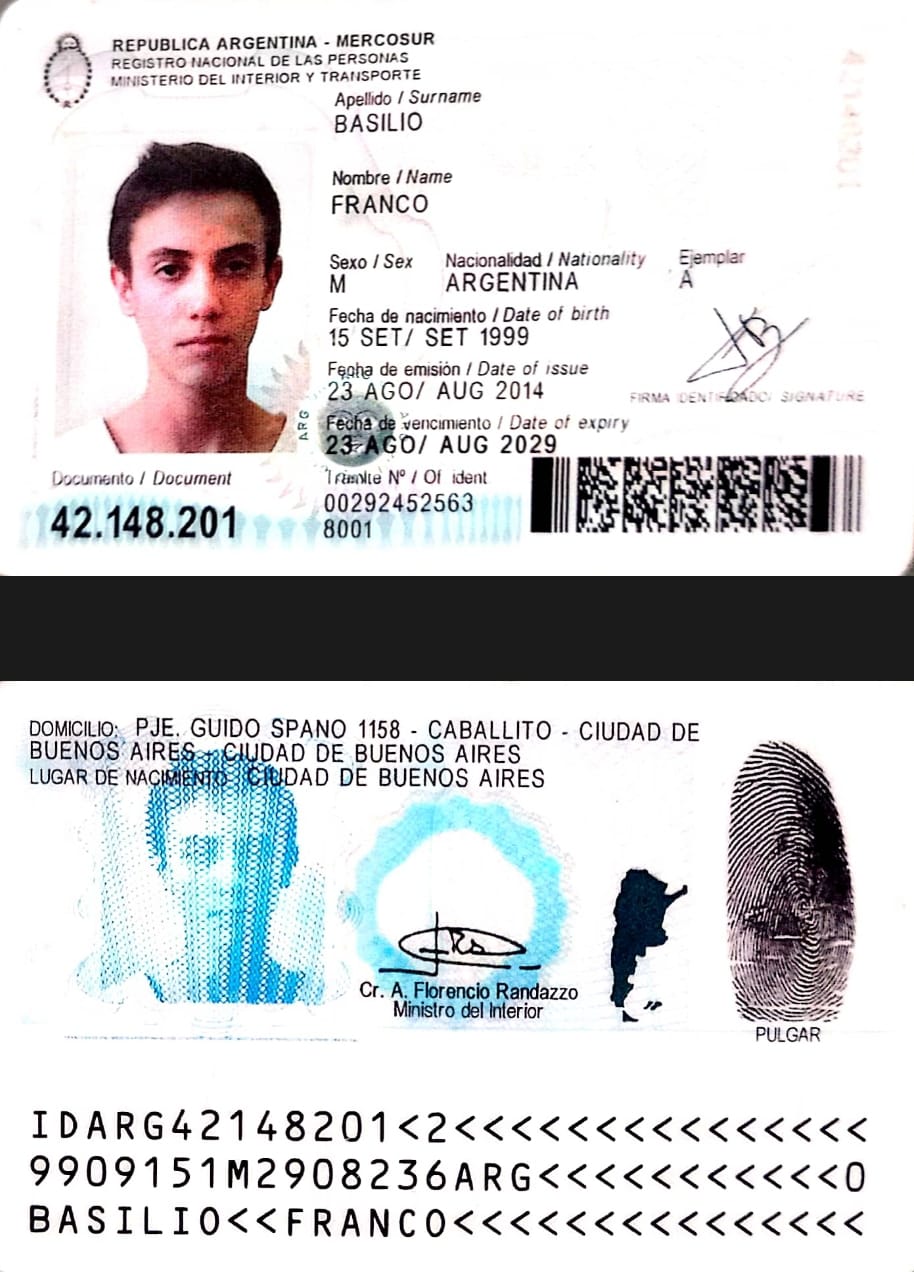 REPUBLICA ARGENTINA - MERCOSUR
REGISTRO NACIONAL DE LAS PERSONAS
MINISTERIO DEL INTERIOR Y TRANSPORTE
Apellido / Surname
BASILIO
Nombre / Name
FRANCO
Sexo / Sex Nacionalidad / Nationality Ejemplar
M ARGENTINA A
Fecha de nacimiento / Date of birth
15 SET/ SET 1999
Fecha de emisión / Date of issue
23 AGO/ AUG 2014
FIRMA IDENTIFICADO/ SIGNATURE
ARG
Fecha de vencimiento / Date of expiry
23 AGO/ AUG 2029
Documento / Document Trámite Nº / Of ident
42.148.201 00292452563
8001
DOMICILIO: PJE. GUIDO SPANO 1158 - CABALLITO - CIUDAD DE
BUENOS AIRES - CIUDAD DE BUENOS AIRES
LUGAR DE NACIMIENTO CIUDAD DE BUENOS AIRES
Cr. A. Florencio Randazzo
Ministro del Interior
PULGAR
IDARG42148201<2<<<<<<<<<<<<<<<
9909151M2908236ARG<<<<<<<<<<<0
BASILIO<<FRANCO<<<<<<<<<<<<<<<